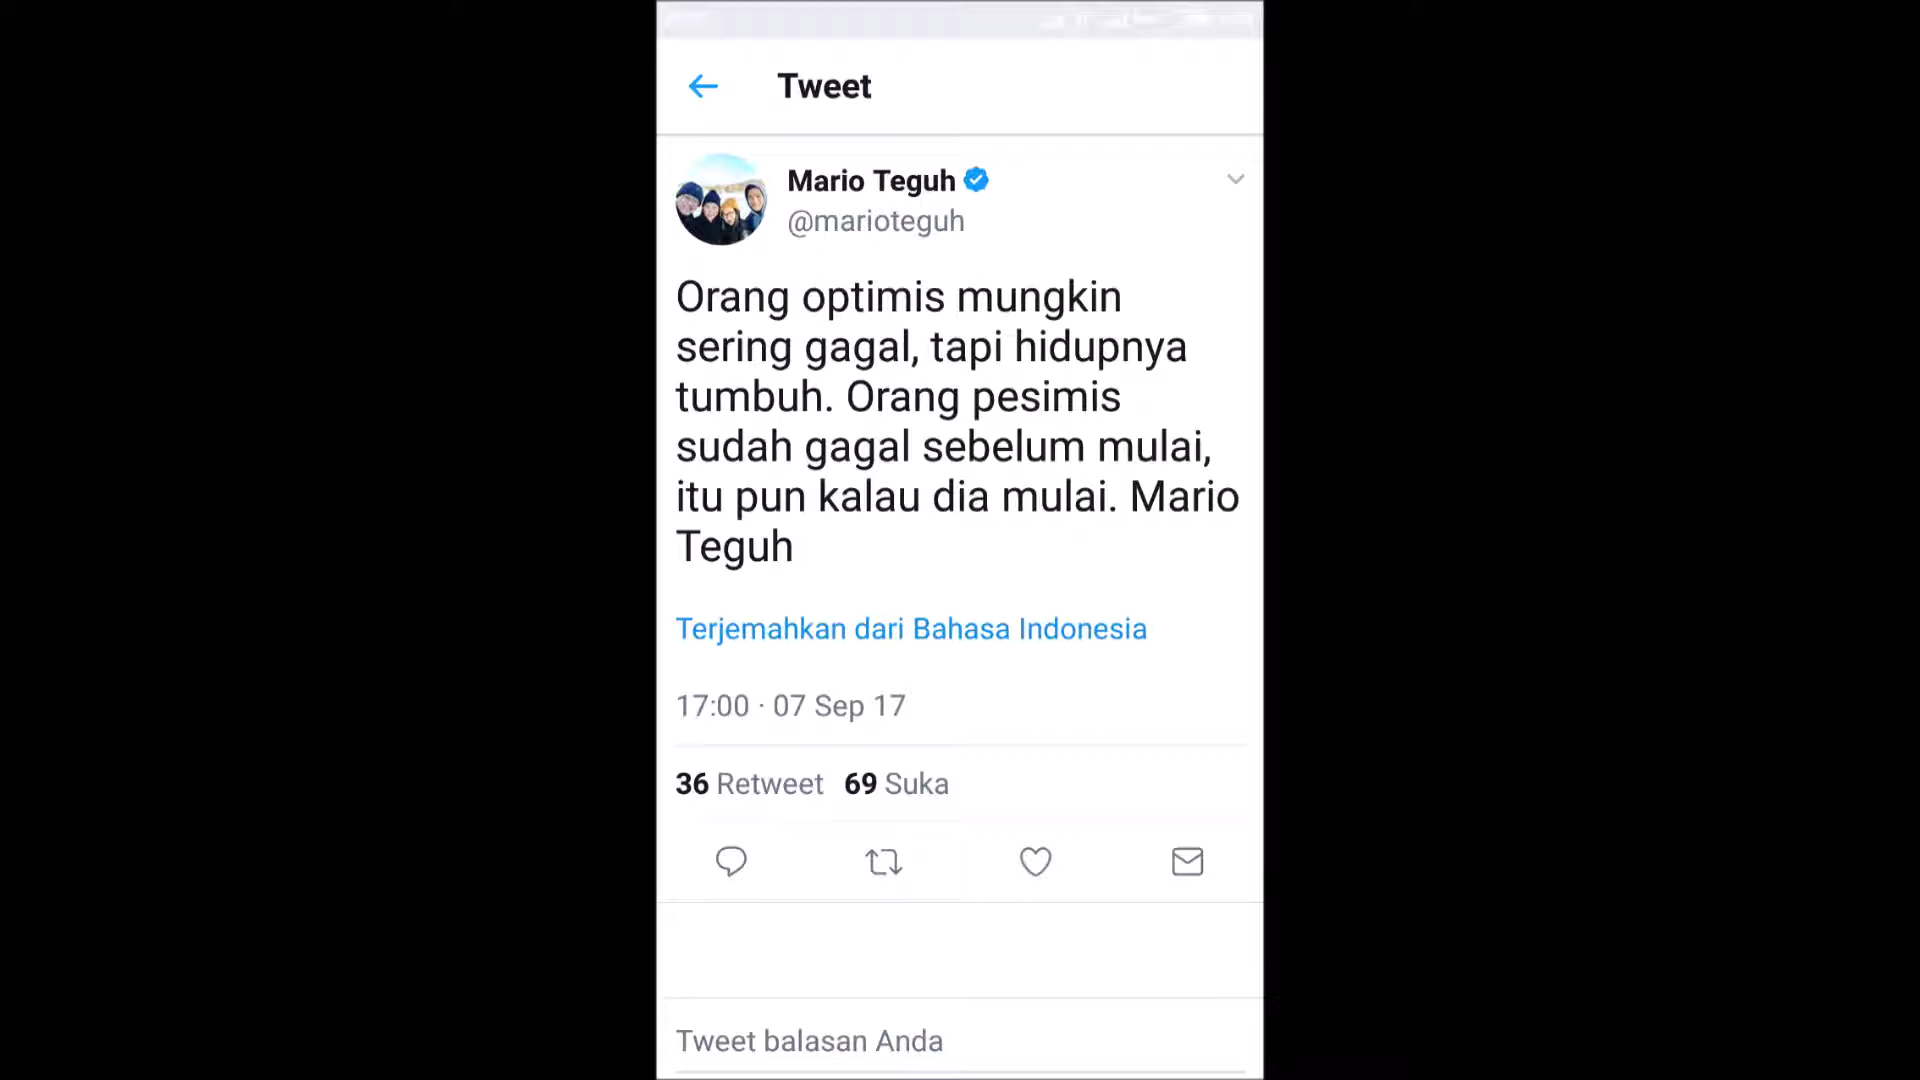 Tweet
Mario Teguh
@marioteguh
Orang optimis mungkin
sering gagal, tapi hidupnya
tumbuh. Orang pesimis
sudah gagal sebelum mulai,
itu pun kalau dia mulai. Mario
Teguh
Terjemahkan dari Bahasa Indonesia
17:00 · 07 Sep 17
36 Retweet 69 Suka
Tweet balasan Anda